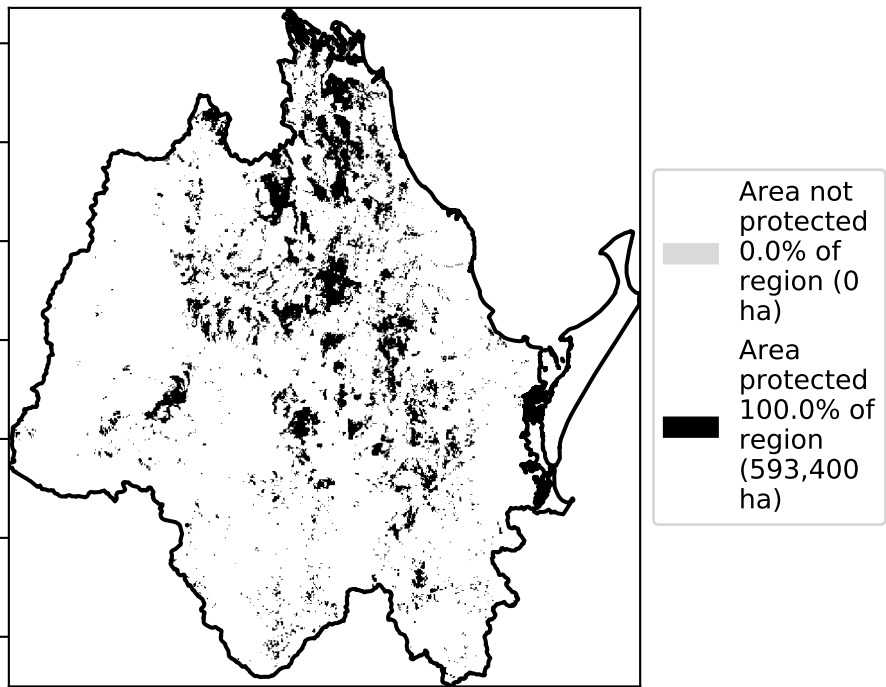 Area not
protected
0.0% of
region (0
ha)
Area
protected
100.0% of
region
(593,400
ha)